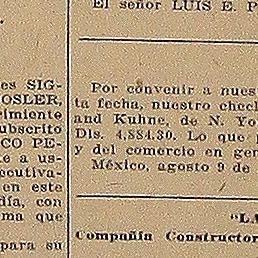 es SIG-
OSLER,
cimiento
ubscrito
CO PE-
te a us-
ecutiva-
en este
día, con
ma que
para su
El señor LUIS E. P
Por convenir a nues
ta fecha, nuestro chec
and Kuhne, de N. Yo
Dls. 4,884.30. Lo que p
y del comercio en gen
México, agosto 9 de
"LA
Compañía Constructor